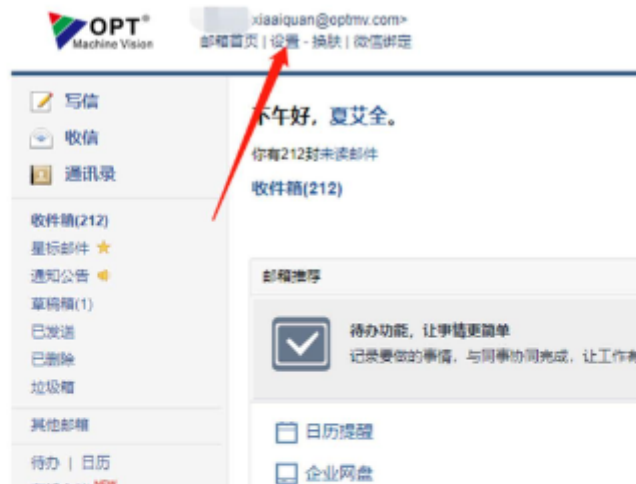 OPT®
Machine Vision
xiaaiquan@optmv.com>
邮箱首页 | 设置 - 换肤 | 微信绑定
写信
收信
通讯录
下午好，夏艾全。
你有212封未读邮件
收件箱(212)
收件箱(212)
星标邮件
通知公告
草稿箱(1)
已发送
已删除
垃圾箱
其他邮箱
待办 | 日历
邮箱推荐
待办功能，让事情更简单
记录要做的事情，与同事协同完成，让工作
日历提醒
企业网盘